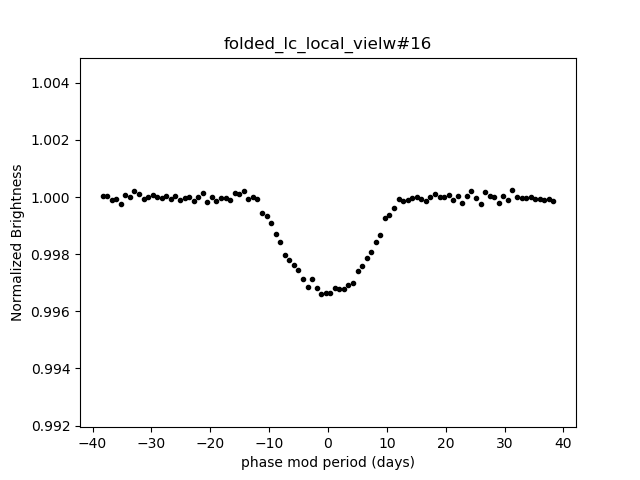 folded_lc_local_vielw#16
1.004
1.002
1.000
0.998
0.996
0.994
0.992
Normalized Brightness
−40 −30 −20 −10 0 10 20 30 40
phase mod period (days)